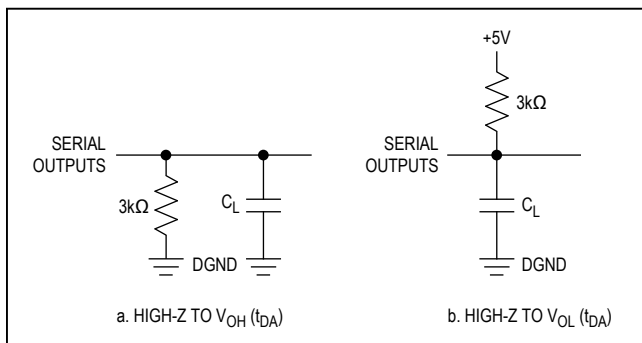 SERIAL
OUTPUTS
3kΩ
C_L
DGND
a. HIGH-Z TO V_OH (t_DA)
+5V
3kΩ
SERIAL
OUTPUTS
C_L
DGND
b. HIGH-Z TO V_OL (t_DA)